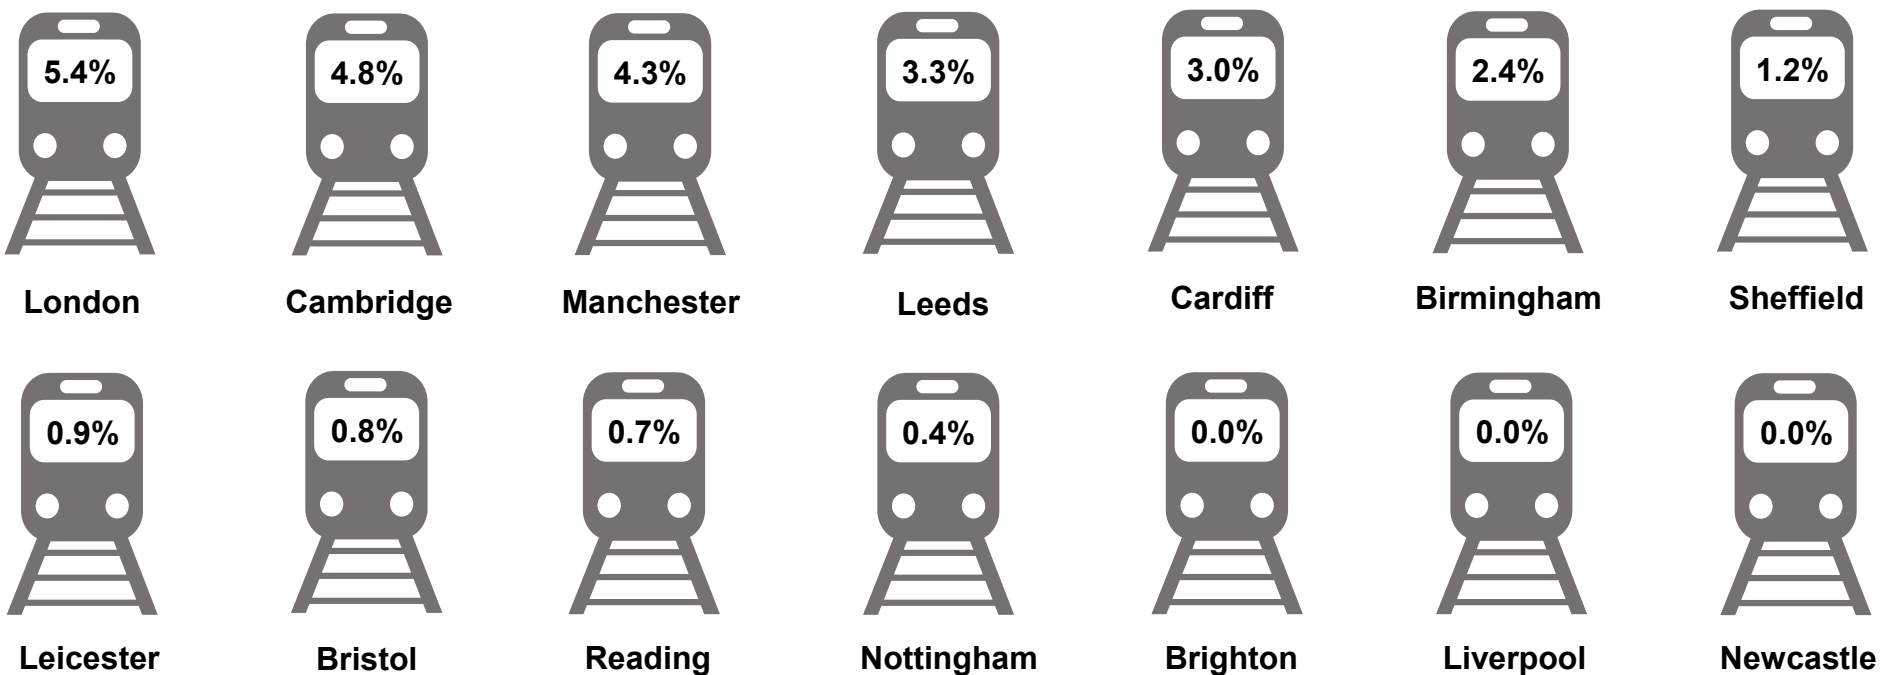 5.4% 4.8% 4.3% 3.3% 3.0% 2.4% 1.2%
London Cambridge Manchester Leeds Cardiff Birmingham Sheffield
0.9% 0.8% 0.7% 0.4% 0.0% 0.0% 0.0%
Leicester Bristol Reading Nottingham Brighton Liverpool Newcastle